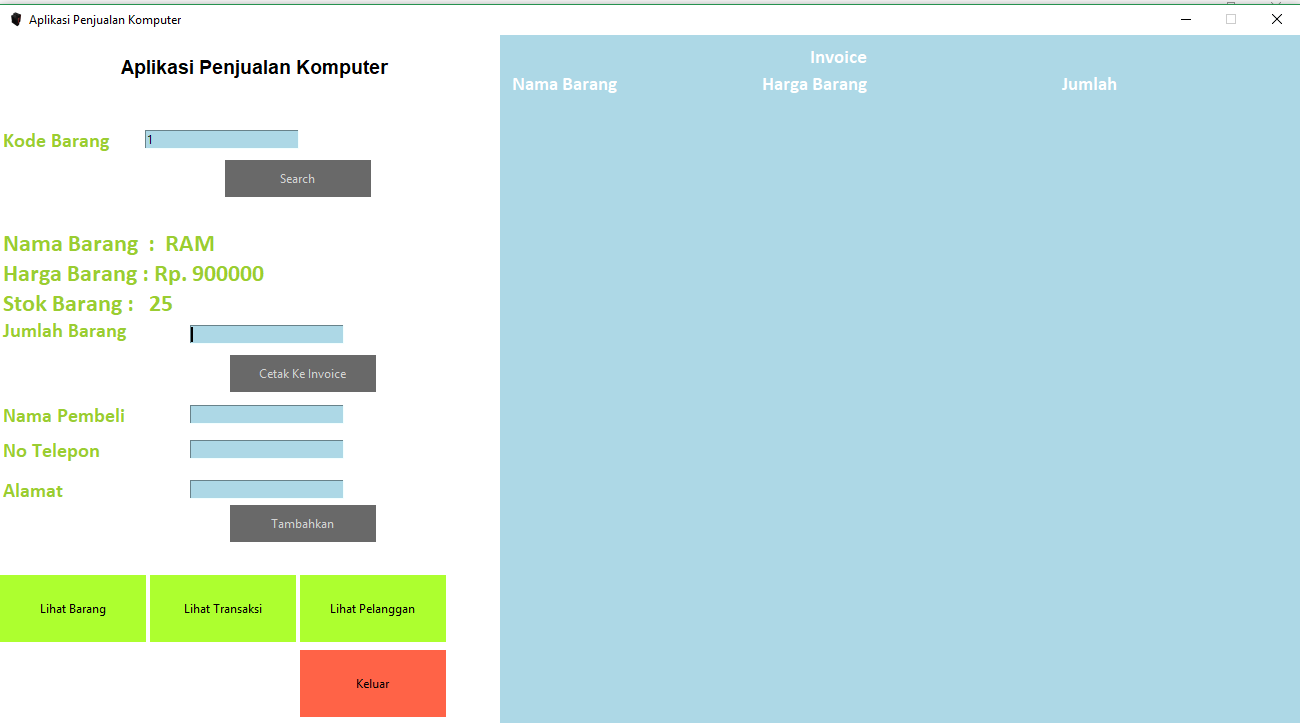 Aplikasi Penjualan Komputer
Aplikasi Penjualan Komputer
Kode Barang 1
Search
Nama Barang : RAM
Harga Barang : Rp. 900000
Stok Barang : 25
Jumlah Barang
Cetak Ke Invoice
Nama Pembeli
No Telepon
Alamat
Tambahkan
Lihat Barang Lihat Transaksi Lihat Pelanggan
Keluar
Invoice
Nama Barang Harga Barang Jumlah